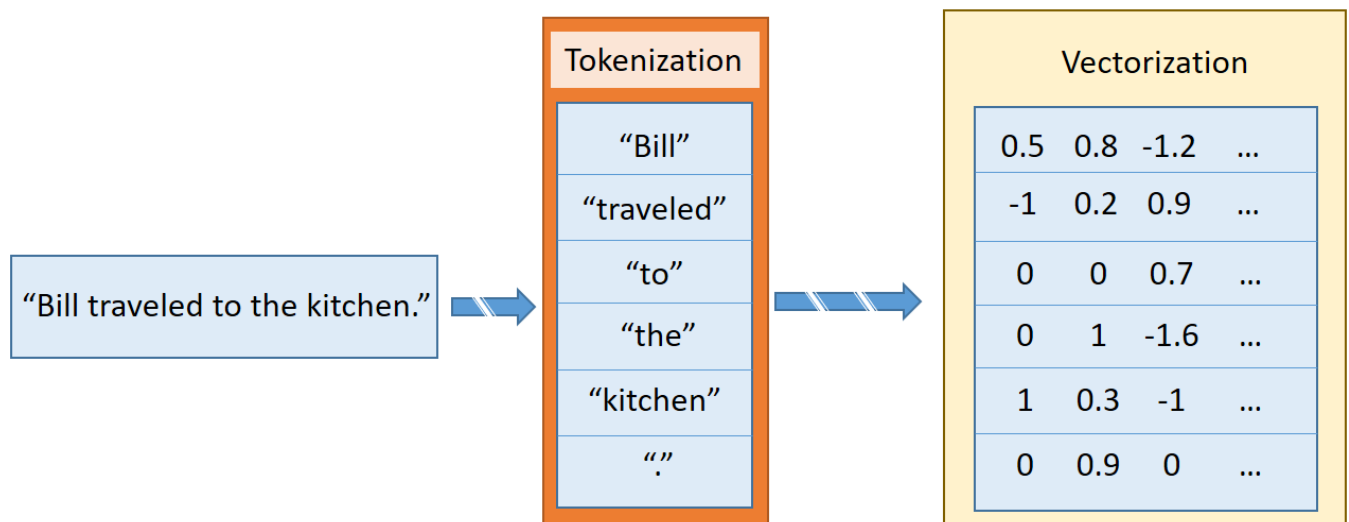 Tokenization
Vectorization
“Bill”
0.5 0.8 -1.2 ...
“traveled”
-1 0.2 0.9 ...
“Bill traveled to the kitchen.”
“to”
0 0 0.7 ...
“the”
0 1 -1.6 ...
“kitchen”
1 0.3 -1 ...
“.”
0 0.9 0 ...